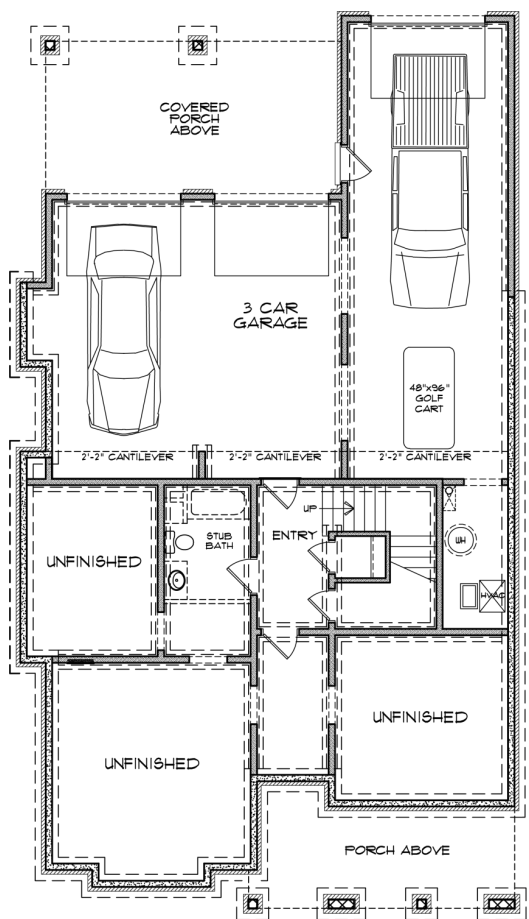 COVERED
PORCH
ABOVE
3 CAR
GARAGE
48"x96"
GOLF
CART
2'-2" CANTILEVER
2'-2" CANTILEVER
2'-2" CANTILEVER
UP
STUB
BATH
ENTRY
WH
UNFINISHED
HVAC
UNFINISHED
UNFINISHED
PORCH ABOVE